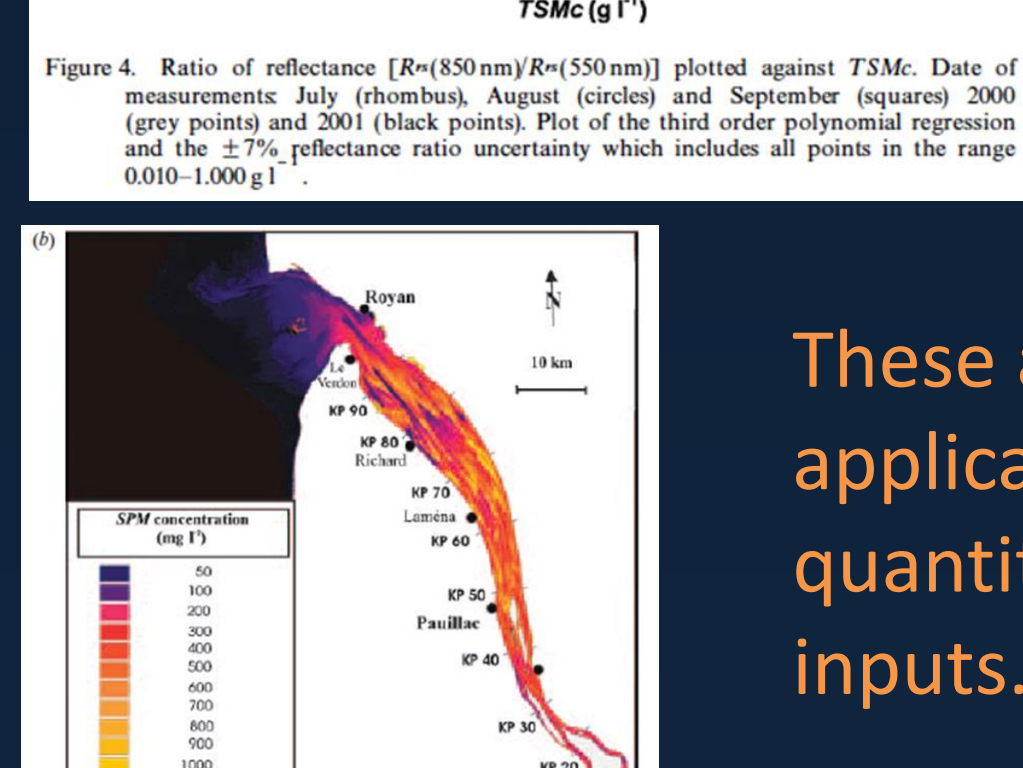 TSMc (g l⁻¹)
Figure 4. Ratio of reflectance [Rrs(850 nm)/Rrs(550 nm)] plotted against TSMc. Date of
measurements: July (rhombus), August (circles) and September (squares) 2000
(grey points) and 2001 (black points). Plot of the third order polynomial regression
and the ±7% reflectance ratio uncertainty which includes all points in the range
0.010–1.000 g l⁻¹.
(b)
Royan
N
10 km
Le
Verdon
KP 90
KP 80
Richard
KP 70
Laména
KP 60
KP 50
Pauillac
KP 40
KP 30
KP 20
SPM concentration
(mg l⁻¹)
50
100
200
300
400
500
600
700
800
900
1000
These
applica
quanti
inputs.